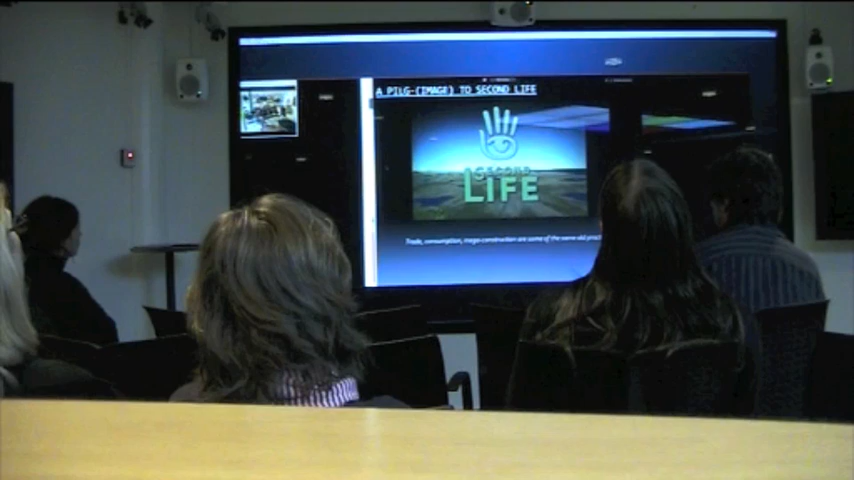 A PILG-(IMAGE) TO SECOND LIFE
SECOND
LIFE
Trade, consumption, mega-construction are some of the same old